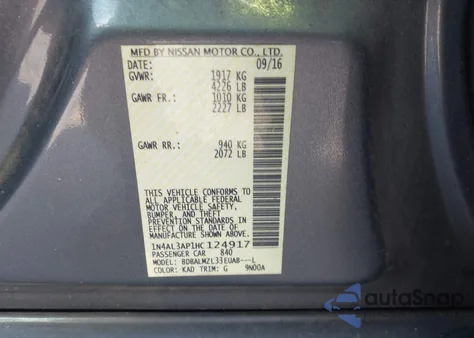 MFD BY NISSAN MOTOR CO., LTD.
DATE: 09/16
GVWR: 1917 KG
4226 LB
GAWR FR.: 1010 KG
2227 LB
GAWR RR.: 940 KG
2072 LB
THIS VEHICLE CONFORMS TO
ALL APPLICABLE FEDERAL
MOTOR VEHICLE SAFETY,
BUMPER, AND THEFT
PREVENTION STANDARDS IN
EFFECT ON THE DATE OF
MANUFACTURE SHOWN ABOVE.
1N4AL3AP1HC124917
PASSENGER CAR 840
MODEL: BDBALMZL33EUAB---L
COLOR: KAD TRIM: G 9N00A
autoSnap